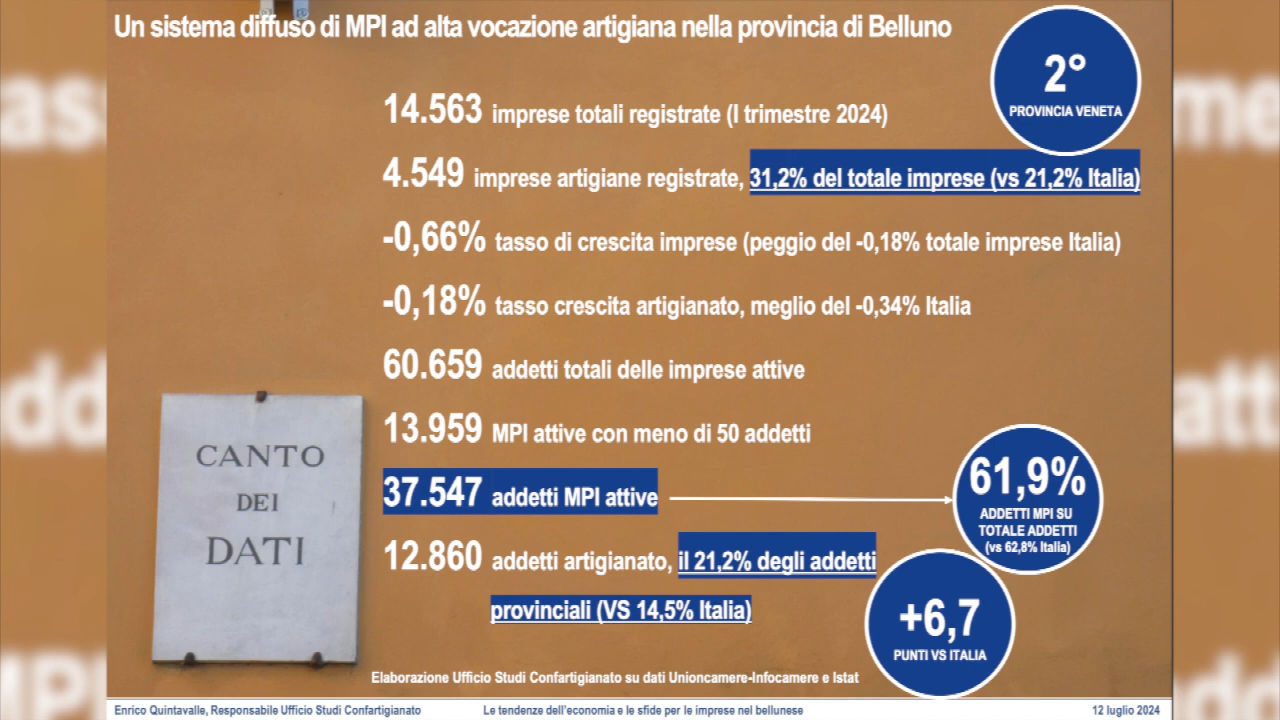 Un sistema diffuso di MPI ad alta vocazione artigiana nella provincia di Belluno
2°
PROVINCIA VENETA
14.563 imprese totali registrate (I trimestre 2024)
4.549 imprese artigiane registrate, 31,2% del totale imprese (vs 21,2% Italia)
-0,66% tasso di crescita imprese (peggio del -0,18% totale imprese Italia)
-0,18% tasso crescita artigianato, meglio del -0,34% Italia
60.659 addetti totali delle imprese attive
13.959 MPI attive con meno di 50 addetti
37.547 addetti MPI attive
61,9%
ADDETTI MPI SU
TOTALE ADDETTI
(vs 62,8% Italia)
12.860 addetti artigianato, il 21,2% degli addetti
provinciali (VS 14,5% Italia)
+6,7
PUNTI VS ITALIA
CANTO
DEI
DATI
Elaborazione Ufficio Studi Confartigianato su dati Unioncamere-Infocamere e Istat
Enrico Quintavalle, Responsabile Ufficio Studi Confartigianato
Le tendenze dell'economia e le sfide per le imprese nel bellunese
12 luglio 2024